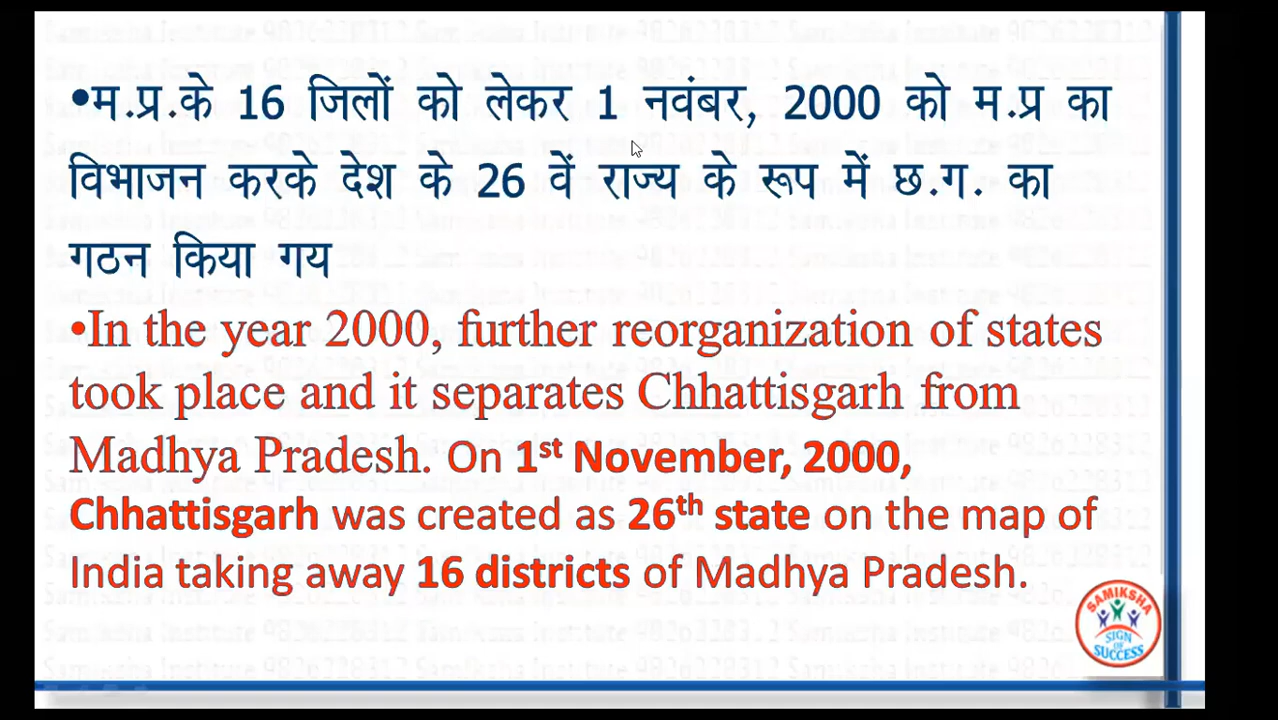 •म.प्र.के 16 जिलों को लेकर 1 नवंबर, 2000 को म.प्र का
विभाजन करके देश के 26 वें राज्य के रूप में छ.ग. का
गठन किया गय
•In the year 2000, further reorganization of states
took place and it separates Chhattisgarh from
Madhya Pradesh. On 1st November, 2000,
Chhattisgarh was created as 26th state on the map of
India taking away 16 districts of Madhya Pradesh.
SAMIKSHA
SIGN
OF
SUCCESS